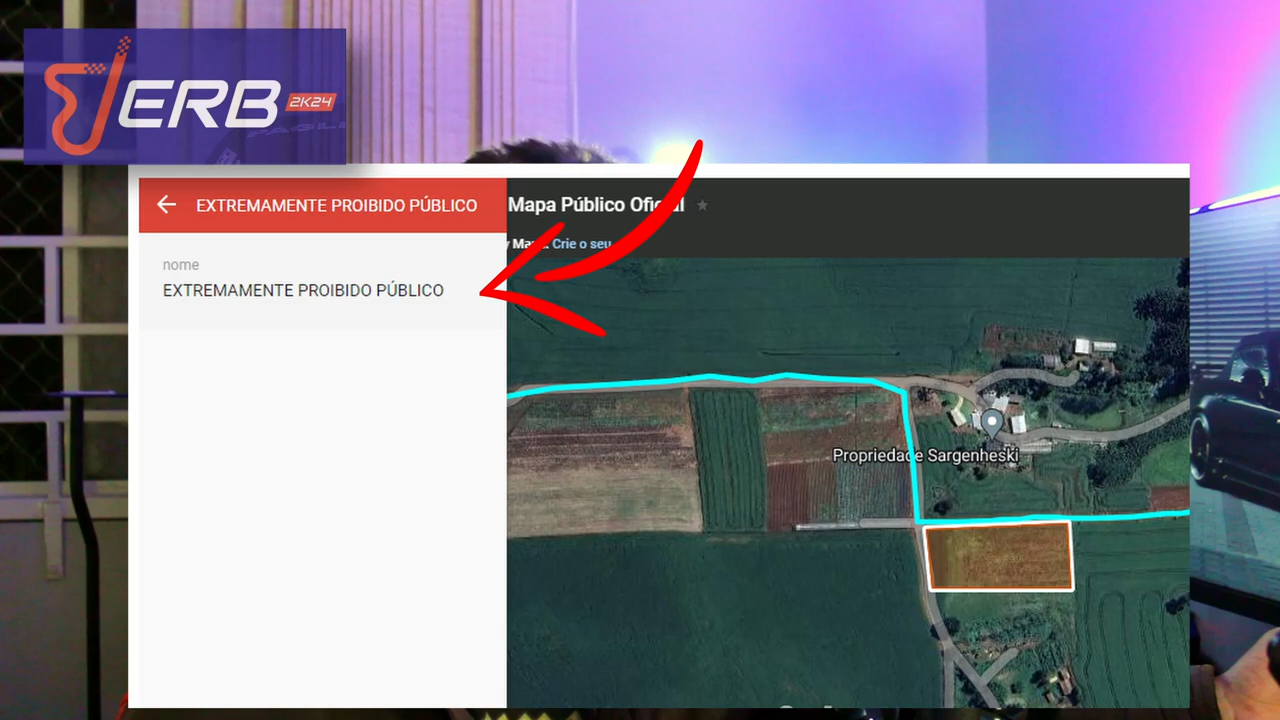 ERB
2K24
EXTREMAMENTE PROIBIDO PÚBLICO
Mapa Público Oficial
Crie o seu
nome
EXTREMAMENTE PROIBIDO PÚBLICO
Propriedade Sargenheski